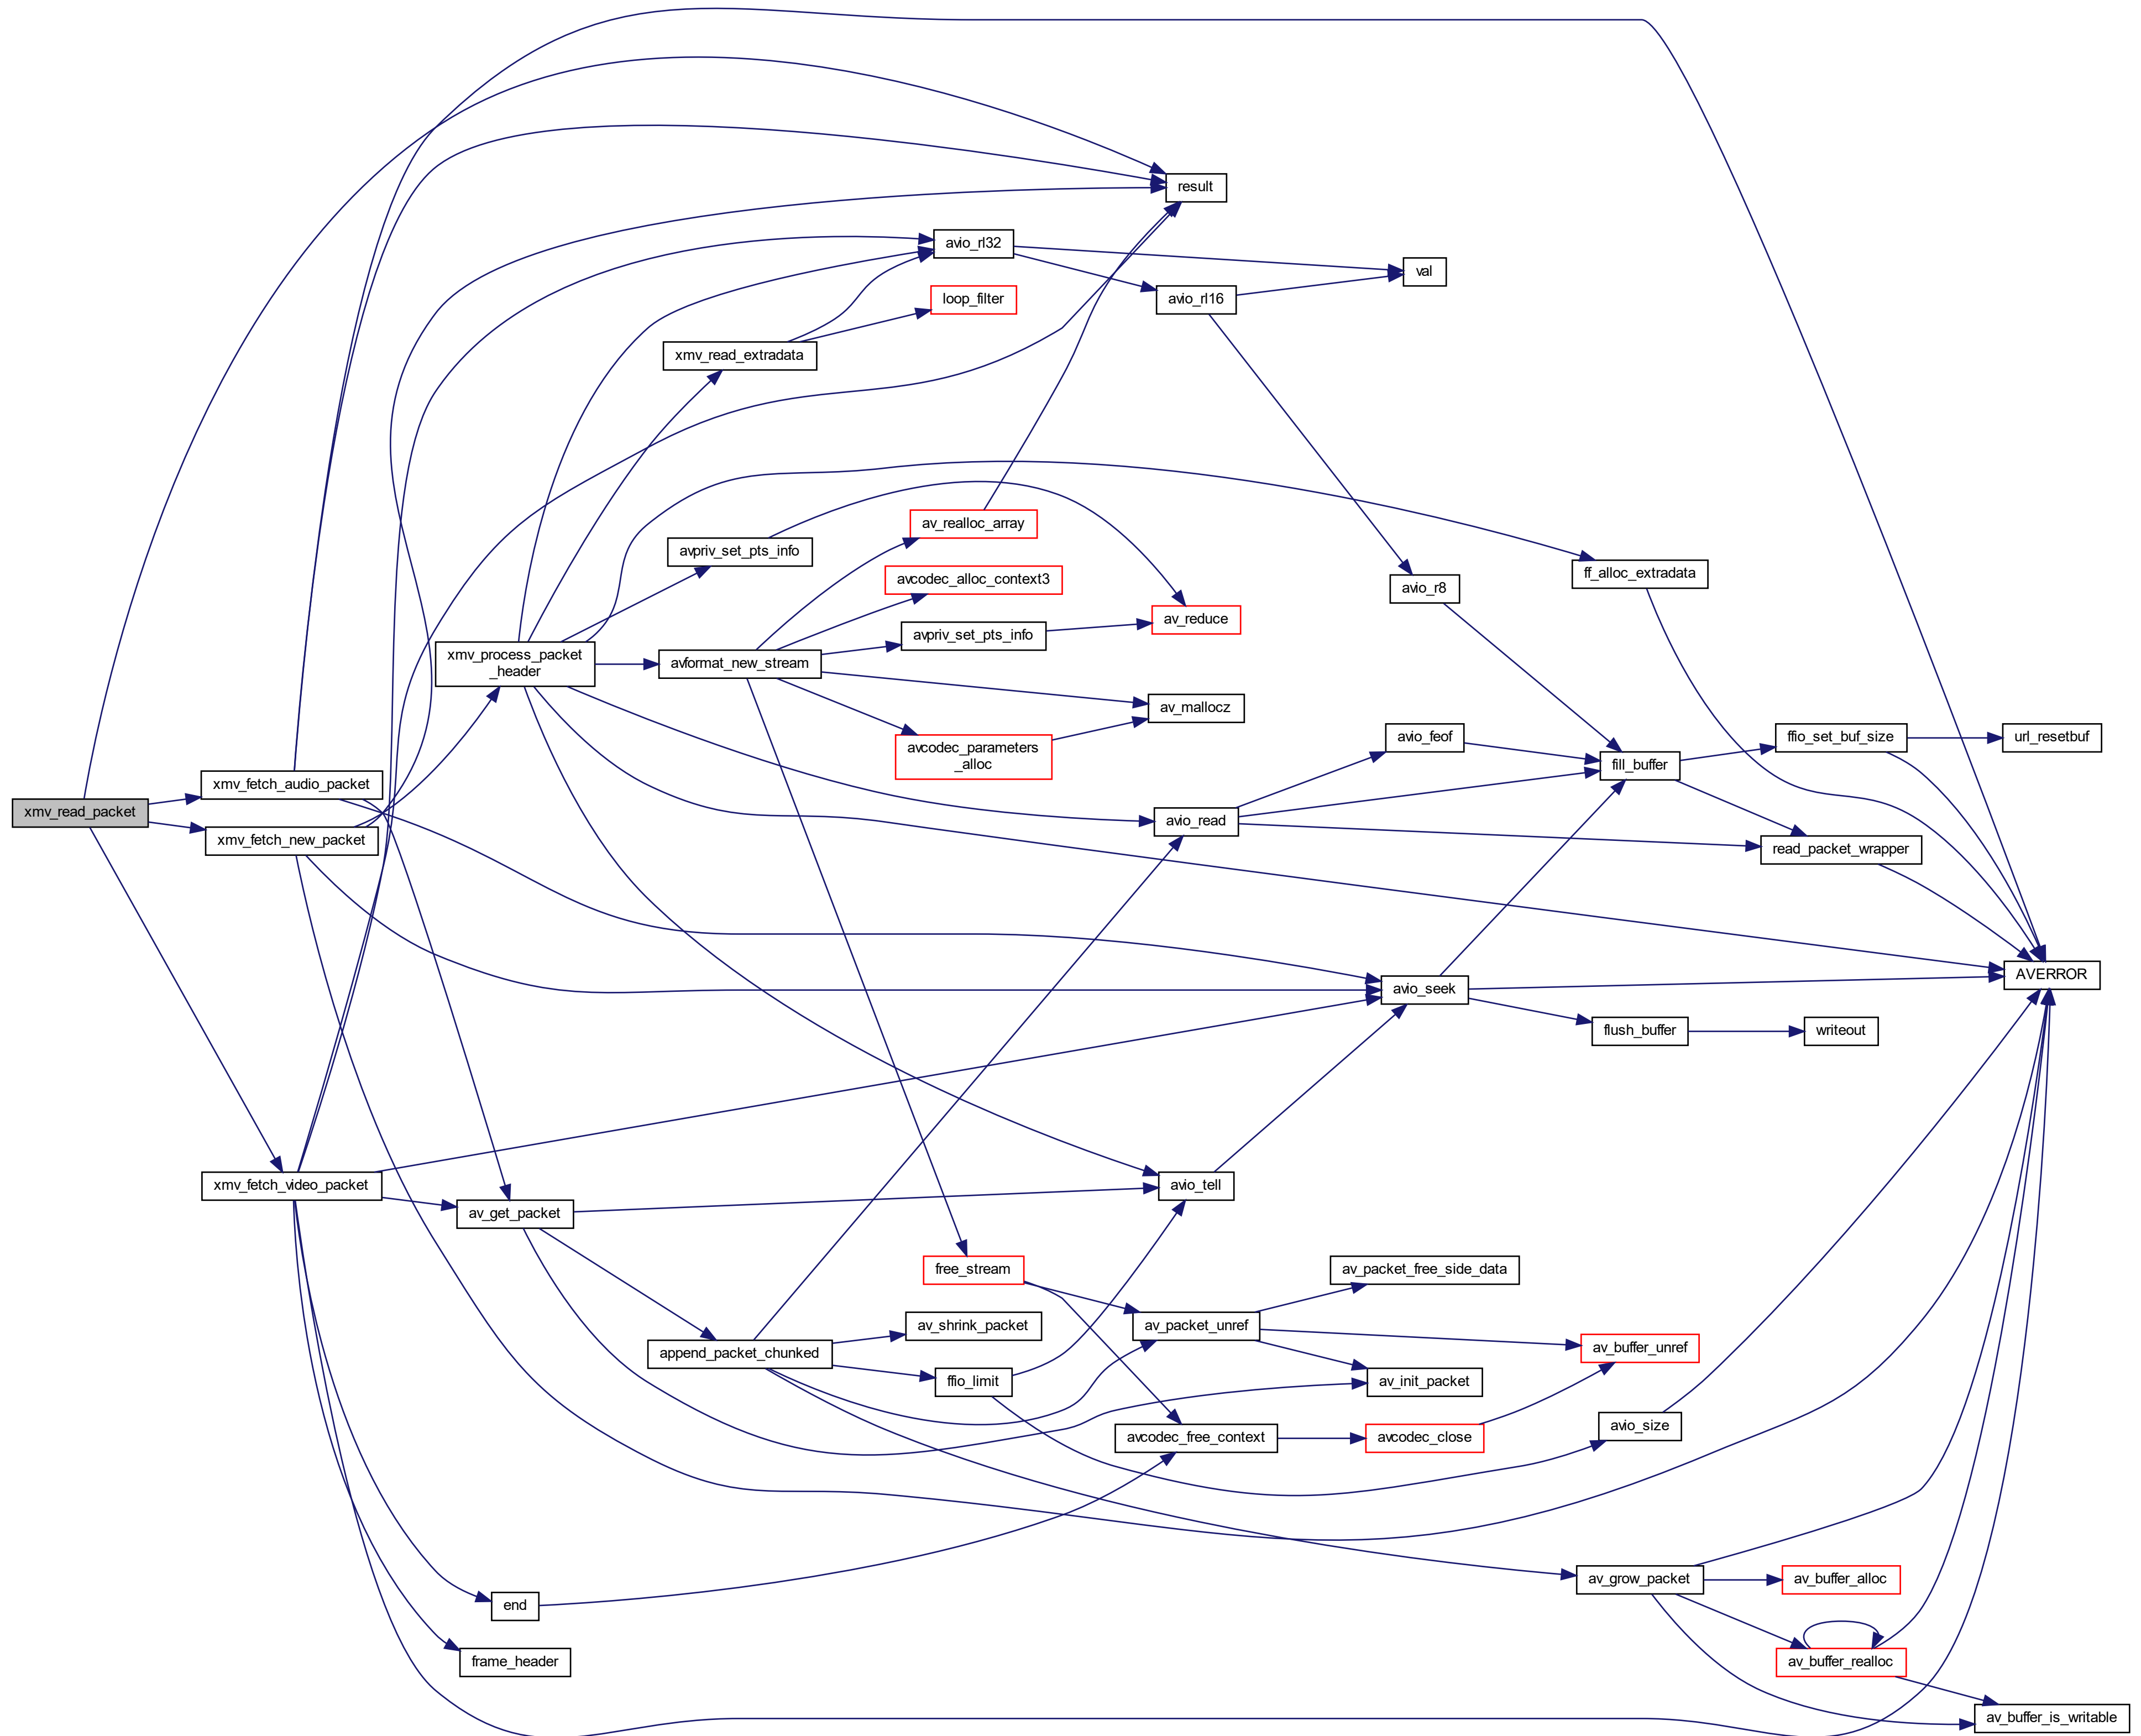 result
avio_rl32
val
loop_filter
avio_rl16
xmv_read_extradata
av_realloc_array
avpriv_set_pts_info
ff_alloc_extradata
avcodec_alloc_context3
avio_r8
av_reduce
avpriv_set_pts_info
xmv_process_packet
_header
avformat_new_stream
av_mallocz
avio_feof
ffio_set_buf_size
url_resetbuf
avcodec_parameters
_alloc
fill_buffer
xmv_fetch_audio_packet
xmv_read_packet
avio_read
xmv_fetch_new_packet
read_packet_wrapper
AVERROR
avio_seek
flush_buffer
writeout
xmv_fetch_video_packet
avio_tell
av_get_packet
free_stream
av_packet_free_side_data
av_shrink_packet
av_packet_unref
append_packet_chunked
av_buffer_unref
ffio_limit
av_init_packet
avio_size
avcodec_free_context
avcodec_close
av_grow_packet
av_buffer_alloc
end
frame_header
av_buffer_realloc
av_buffer_is_writable